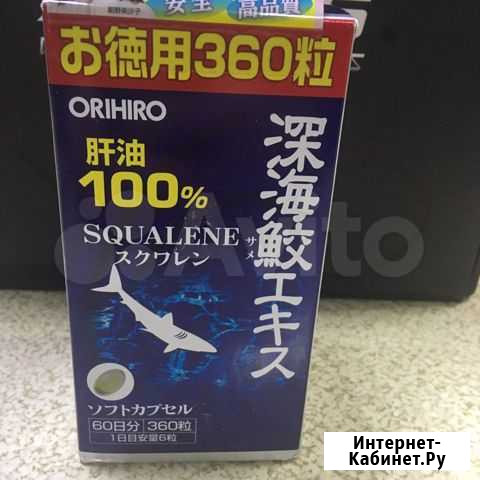 安全 高品質
お徳用360粒
ORIHIRO
深海鮫エキス
サメ
肝油
100%
SQUALENE
スクワレン
ソフトカプセル
60日分 360粒
1日目安量6粒
Avito
Интернет-
Кабинет.Ру